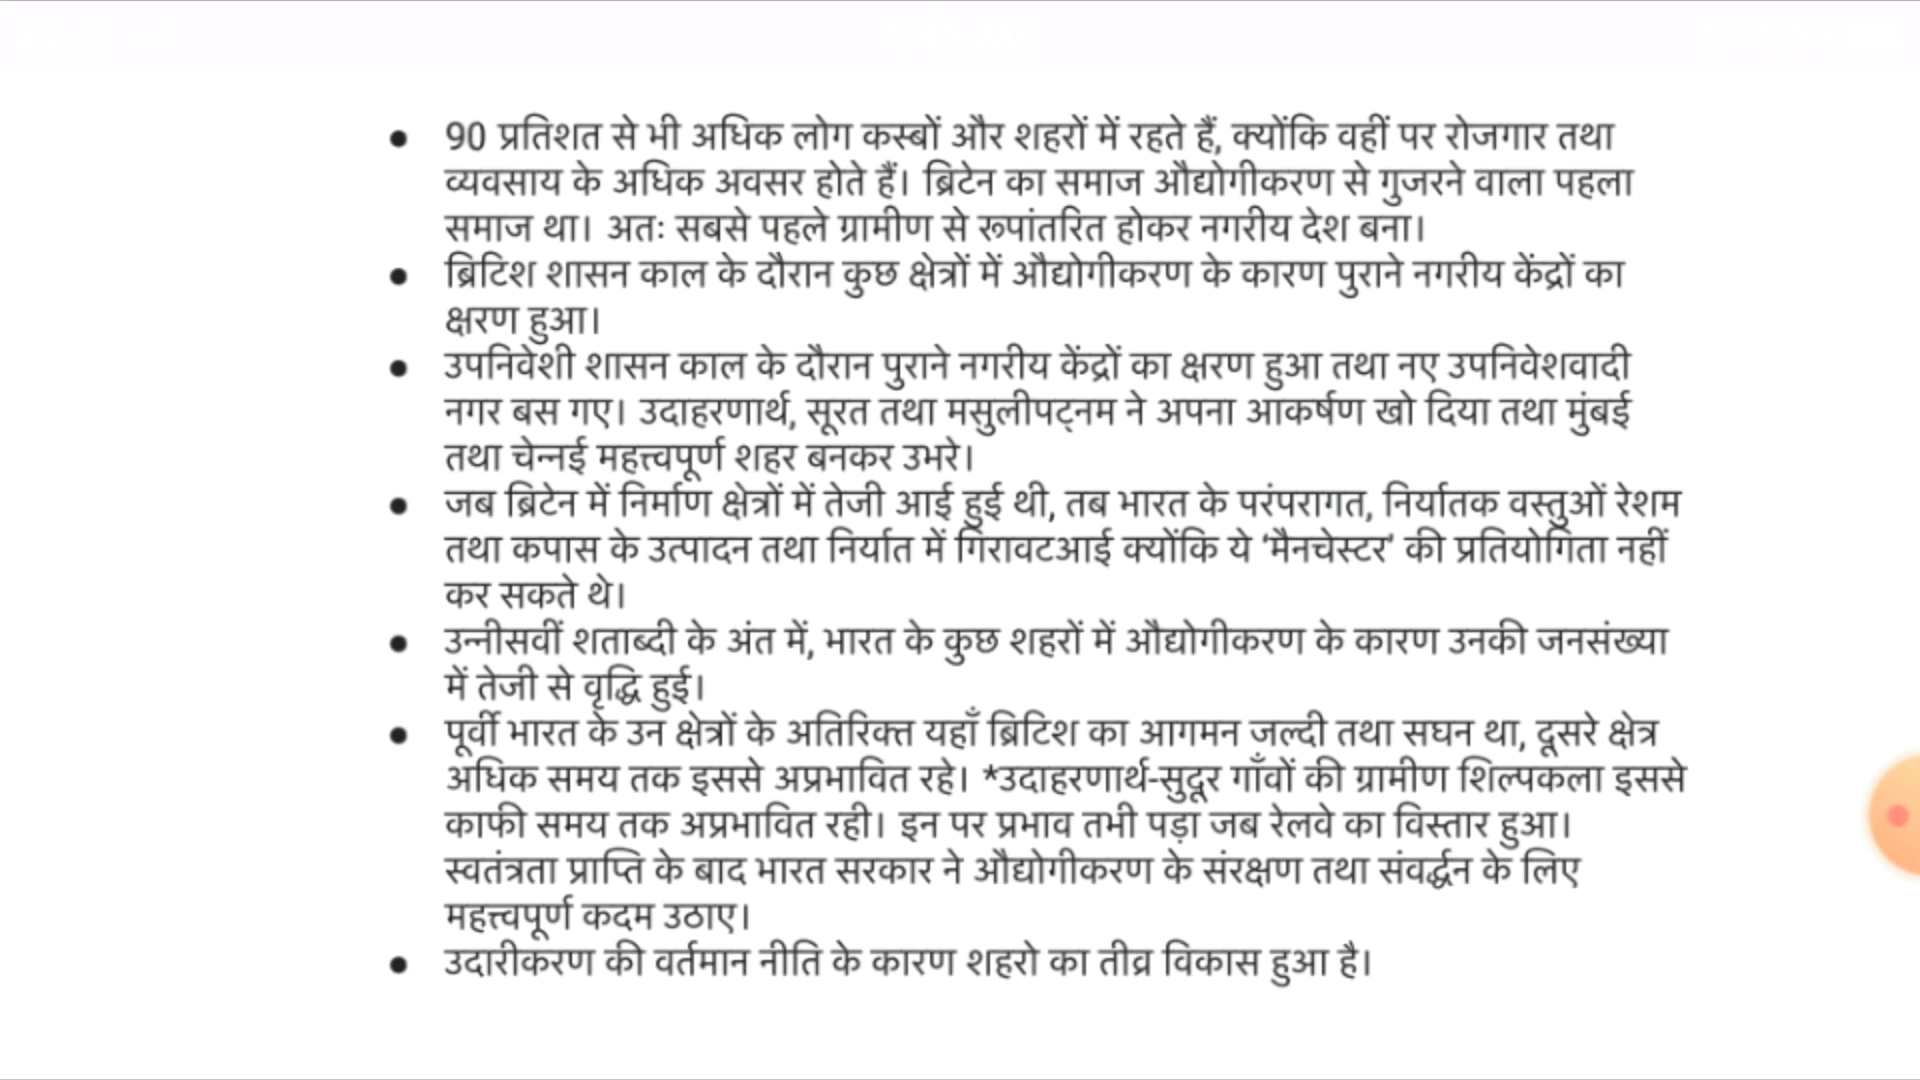 ● 90 प्रतिशत से भी अधिक लोग कस्बों और शहरों में रहते हैं, क्योंकि वहीं पर रोजगार तथा
व्यवसाय के अधिक अवसर होते हैं। ब्रिटेन का समाज औद्योगीकरण से गुजरने वाला पहला
समाज था। अतः सबसे पहले ग्रामीण से रूपांतरित होकर नगरीय देश बना।
● ब्रिटिश शासन काल के दौरान कुछ क्षेत्रों में औद्योगीकरण के कारण पुराने नगरीय केंद्रों का
क्षरण हुआ।
● उपनिवेशी शासन काल के दौरान पुराने नगरीय केंद्रों का क्षरण हुआ तथा नए उपनिवेशवादी
नगर बस गए। उदाहरणार्थ, सूरत तथा मसुलीपट्नम ने अपना आकर्षण खो दिया तथा मुंबई
तथा चेन्नई महत्त्वपूर्ण शहर बनकर उभरे।
● जब ब्रिटेन में निर्माण क्षेत्रों में तेजी आई हुई थी, तब भारत के परंपरागत, निर्यातक वस्तुओं रेशम
तथा कपास के उत्पादन तथा निर्यात में गिरावटआई क्योंकि ये ‘मैनचेस्टर’ की प्रतियोगिता नहीं
कर सकते थे।
● उन्नीसवीं शताब्दी के अंत में, भारत के कुछ शहरों में औद्योगीकरण के कारण उनकी जनसंख्या
में तेजी से वृद्धि हुई।
● पूर्वी भारत के उन क्षेत्रों के अतिरिक्त यहाँ ब्रिटिश का आगमन जल्दी तथा सघन था, दूसरे क्षेत्र
अधिक समय तक इससे अप्रभावित रहे। *उदाहरणार्थ-सुदूर गाँवों की ग्रामीण शिल्पकला इससे
काफी समय तक अप्रभावित रही। इन पर प्रभाव तभी पड़ा जब रेलवे का विस्तार हुआ।
स्वतंत्रता प्राप्ति के बाद भारत सरकार ने औद्योगीकरण के संरक्षण तथा संवर्द्धन के लिए
महत्त्वपूर्ण कदम उठाए।
● उदारीकरण की वर्तमान नीति के कारण शहरो का तीव्र विकास हुआ है।